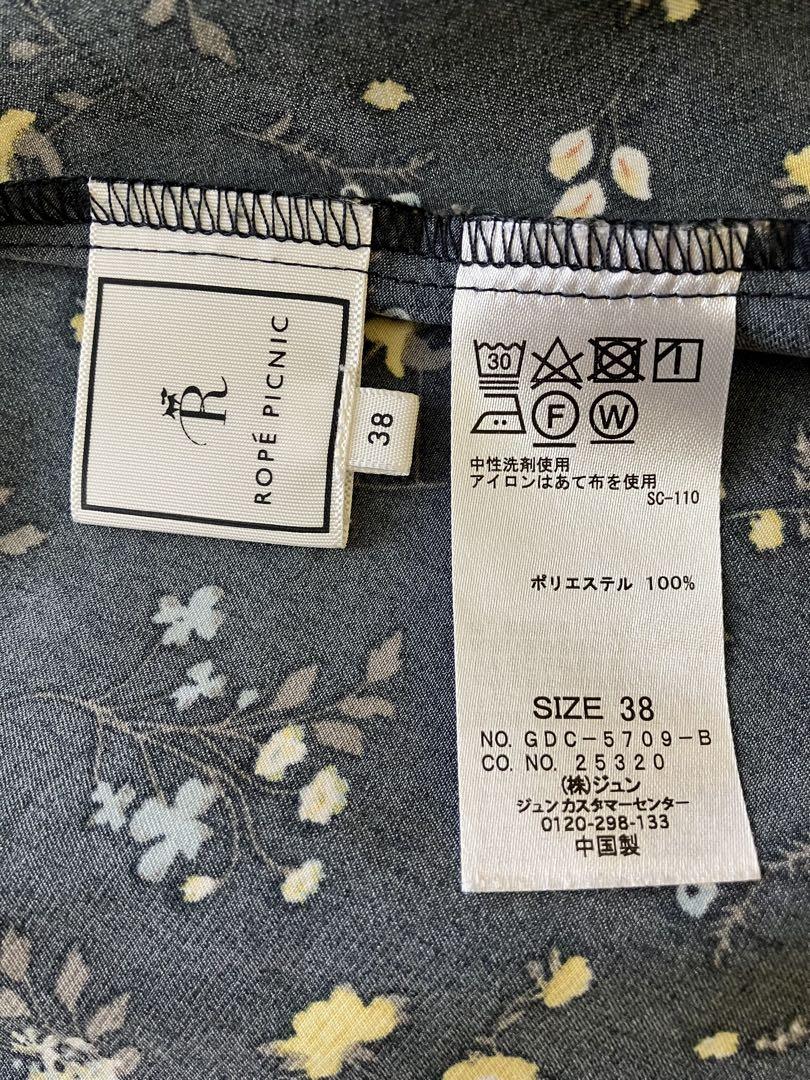 R
ROPÉ PICNIC
38
30
F W
中性洗剤使用
アイロンはあて布を使用
SC-110
ポリエステル 100%
SIZE 38
NO. GDC-5709-B
CO. NO. 25320
(株)ジュン
ジュンカスタマーセンター
0120-298-133
中国製